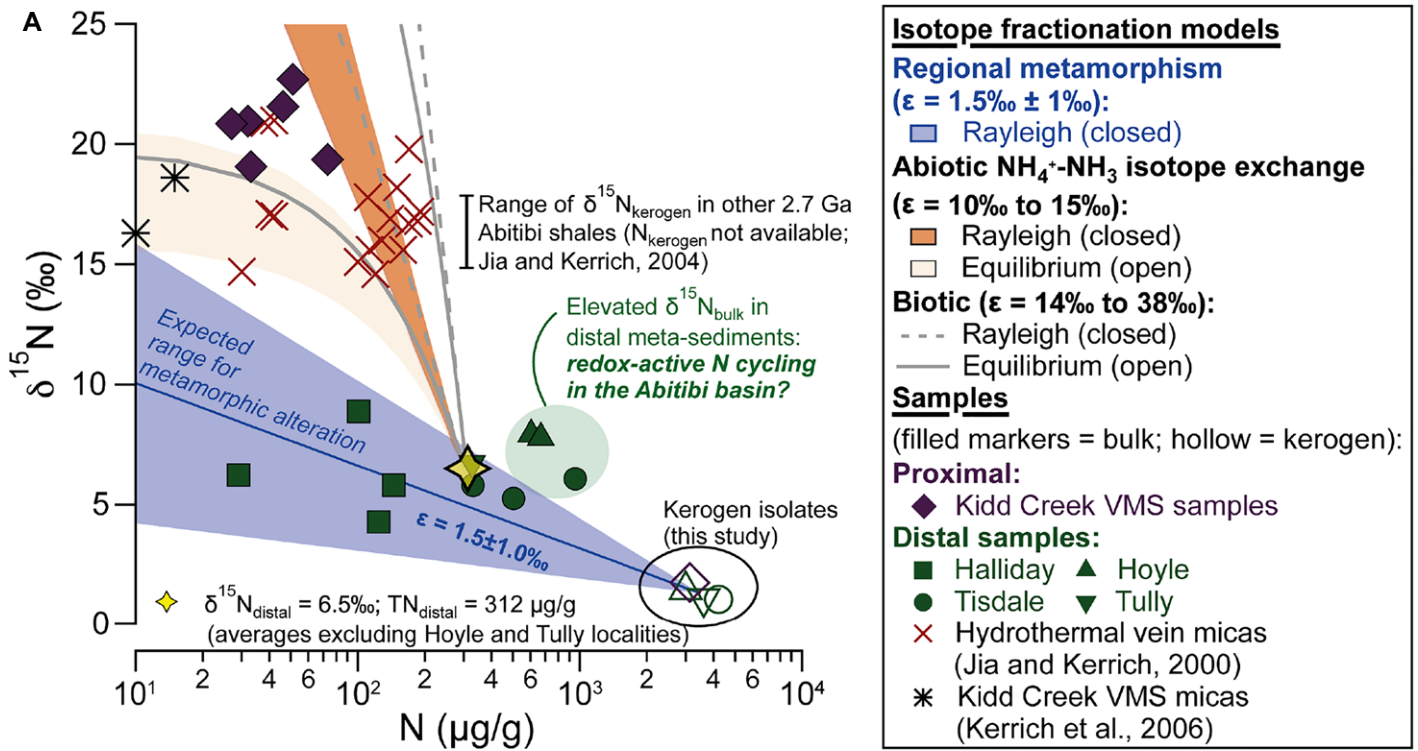 A
25
20
15
10
5
0
δ¹⁵N (‰)
10¹
2
4
6
10²
2
4
6
10³
2
4
6
10⁴
N (µg/g)
Range of δ¹⁵N_kerogen in other 2.7 Ga
Abitibi shales (N_kerogen not available;
Jia and Kerrich, 2004)
Elevated δ¹⁵N_bulk in
distal meta-sediments:
redox-active N cycling
in the Abitibi basin?
Expected
range for
metamorphic alteration
ε = 1.5±1.0‰
Kerogen isolates
(this study)
δ¹⁵N_distal = 6.5‰; TN_distal = 312 µg/g
(averages excluding Hoyle and Tully localities)
Isotope fractionation models
Regional metamorphism
(ε = 1.5‰ ± 1‰):
Rayleigh (closed)
Abiotic NH₄⁺-NH₃ isotope exchange
(ε = 10‰ to 15‰):
Rayleigh (closed)
Equilibrium (open)
Biotic (ε = 14‰ to 38‰):
Rayleigh (closed)
Equilibrium (open)
Samples
(filled markers = bulk; hollow = kerogen):
Proximal:
Kidd Creek VMS samples
Distal samples:
Halliday Hoyle
Tisdale Tully
Hydrothermal vein micas
(Jia and Kerrich, 2000)
Kidd Creek VMS micas
(Kerrich et al., 2006)